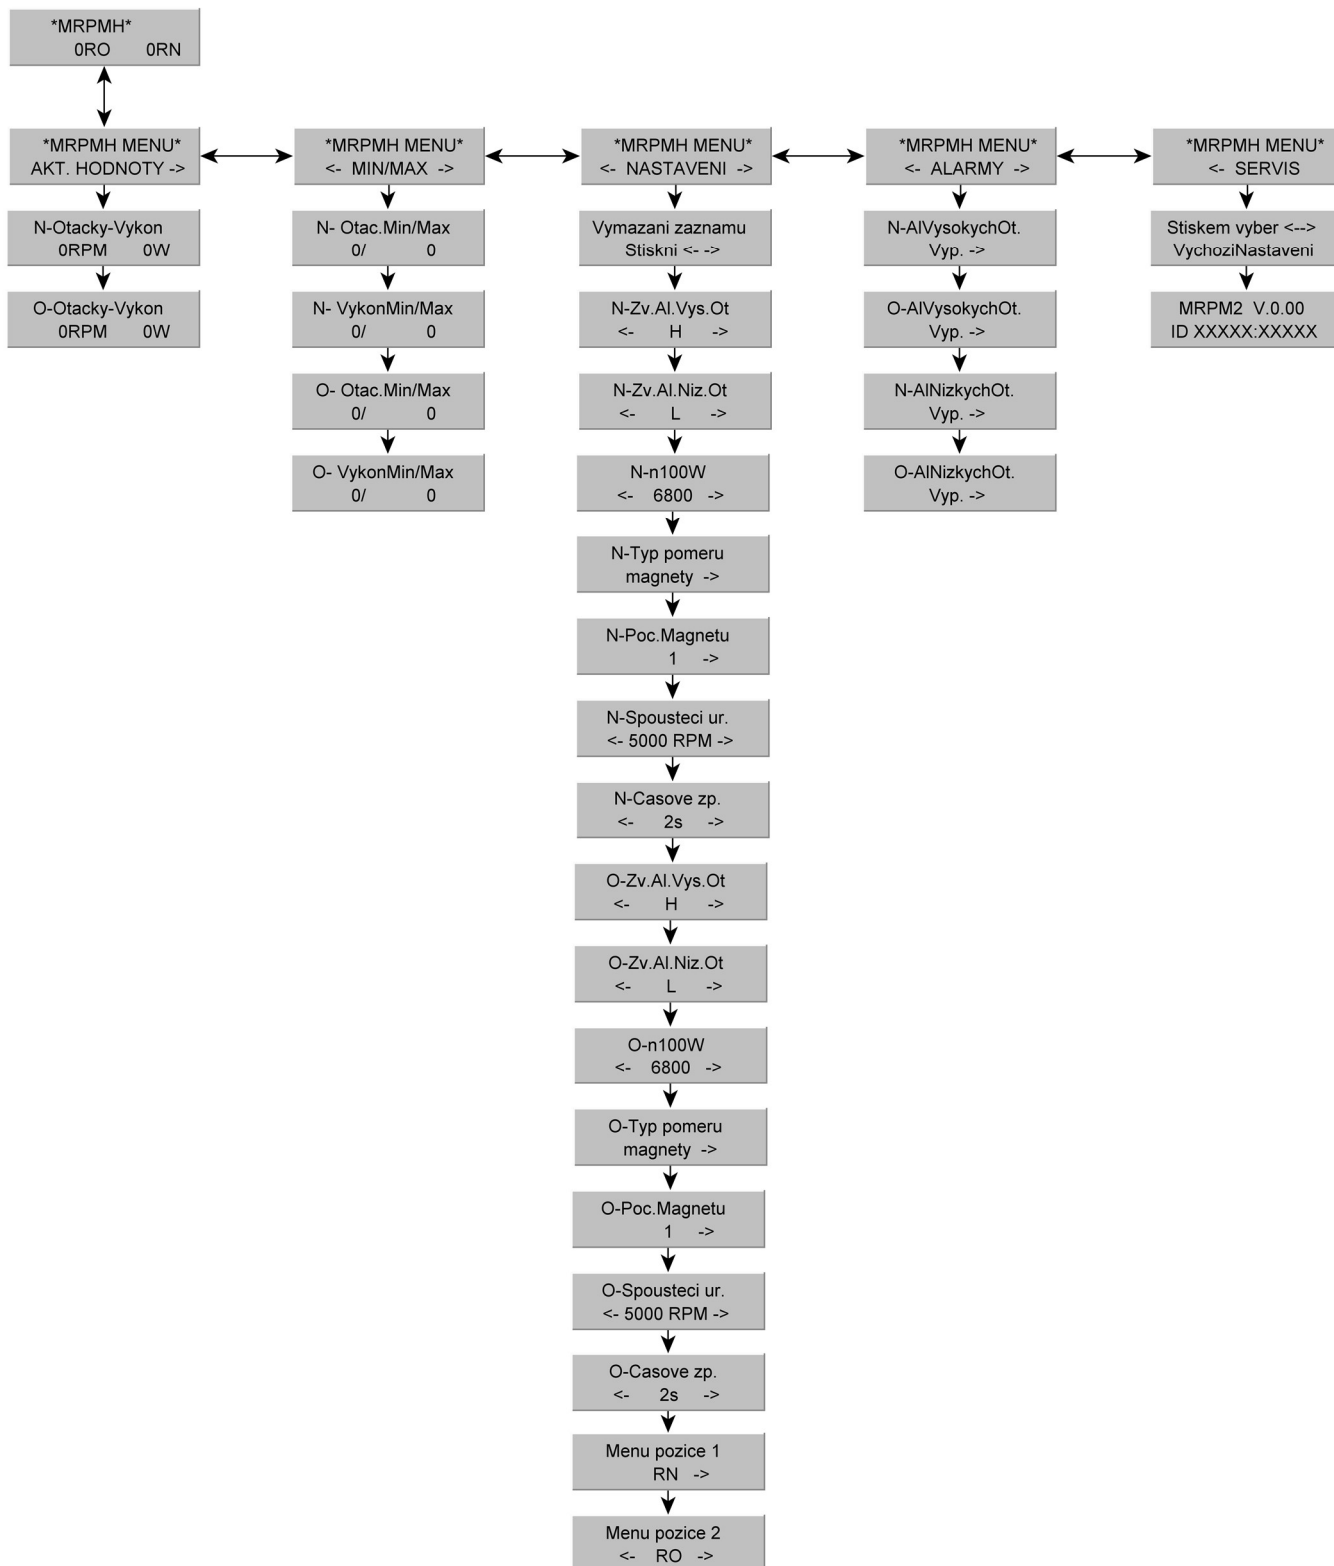 *MRPMH*
0RO 0RN
*MRPMH MENU*
AKT. HODNOTY ->
N-Otacky-Vykon
0RPM 0W
O-Otacky-Vykon
0RPM 0W
*MRPMH MENU*
<- MIN/MAX ->
N- Otac.Min/Max
0/ 0
N- VykonMin/Max
0/ 0
O- Otac.Min/Max
0/ 0
O- VykonMin/Max
0/ 0
*MRPMH MENU*
<- NASTAVENI ->
Vymazani zaznamu
Stiskni <- ->
N-Zv.Al.Vys.Ot
<- H ->
N-Zv.Al.Niz.Ot
<- L ->
N-n100W
<- 6800 ->
N-Typ pomeru
magnety ->
N-Poc.Magnetu
1 ->
N-Spousteci ur.
<- 5000 RPM ->
N-Casove zp.
<- 2s ->
O-Zv.Al.Vys.Ot
<- H ->
O-Zv.Al.Niz.Ot
<- L ->
O-n100W
<- 6800 ->
O-Typ pomeru
magnety ->
O-Poc.Magnetu
1 ->
O-Spousteci ur.
<- 5000 RPM ->
O-Casove zp.
<- 2s ->
Menu pozice 1
RN ->
Menu pozice 2
<- RO ->
*MRPMH MENU*
<- ALARMY ->
N-AlVysokychOt.
Vyp. ->
O-AlVysokychOt.
Vyp. ->
N-AlNizkychOt.
Vyp. ->
O-AlNizkychOt.
Vyp. ->
*MRPMH MENU*
<- SERVIS
Stiskem vyber <-->
VychoziNastaveni
MRPM2 V.0.00
ID XXXXX:XXXXX